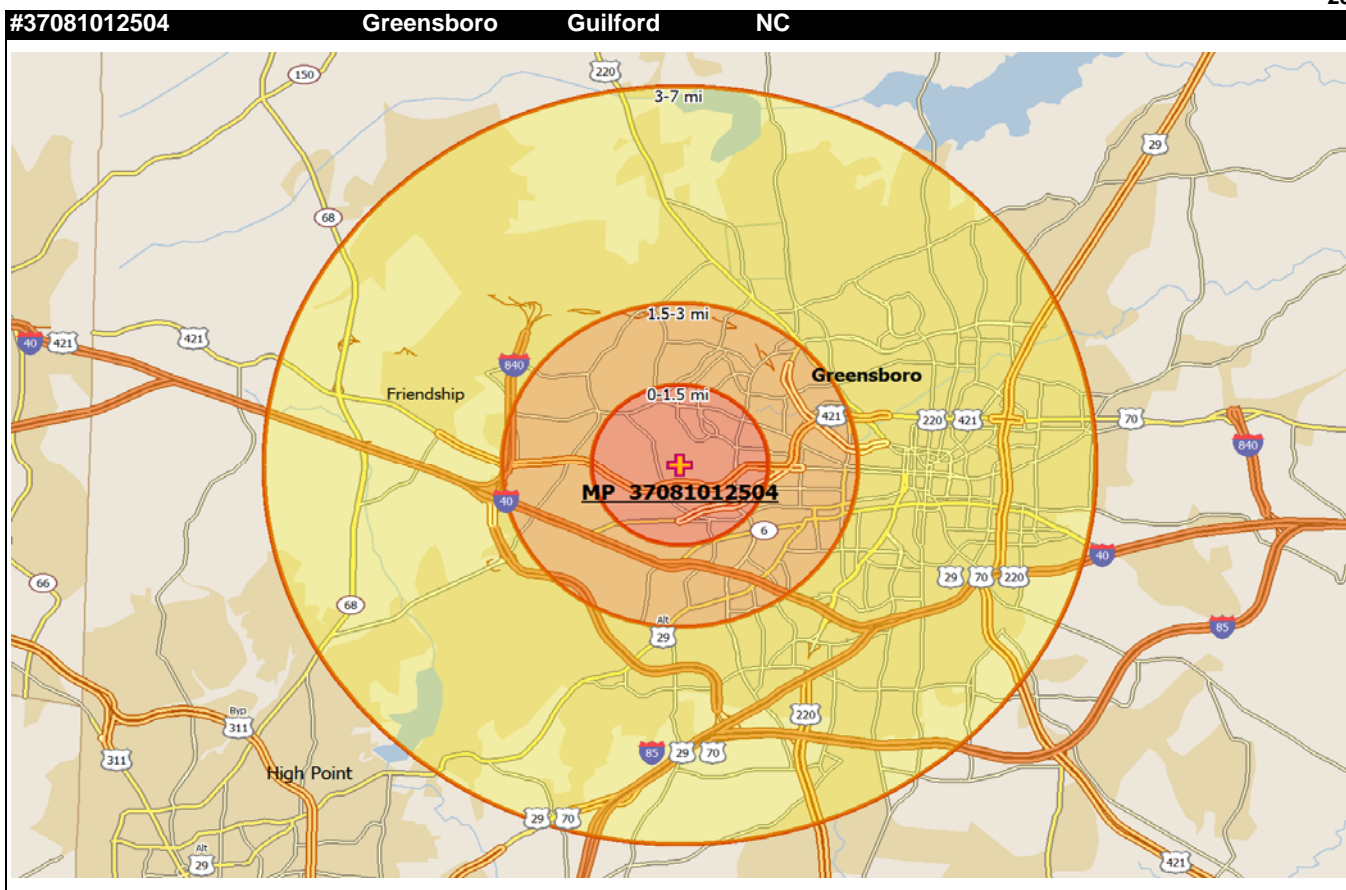 #37081012504 Greensboro Guilford NC
150
220
3-7 mi
29
68
1.5-3 mi
40 421
421
840
Greensboro
Friendship
0-1.5 mi
421
220 421
70
840
MP 37081012504
40
6
40
29 70 220
66
68
Alt
29
85
220
Byp
311
311
85 29 70
High Point
29 70
Alt
29
421